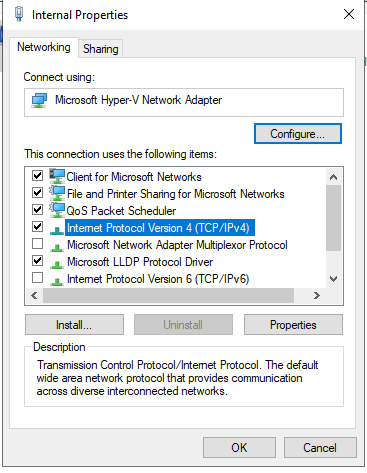 Internal Properties
Networking
Sharing
Connect using:
Microsoft Hyper-V Network Adapter
Configure...
This connection uses the following items:
Client for Microsoft Networks
File and Printer Sharing for Microsoft Networks
QoS Packet Scheduler
Internet Protocol Version 4 (TCP/IPv4)
Microsoft Network Adapter Multiplexor Protocol
Microsoft LLDP Protocol Driver
Internet Protocol Version 6 (TCP/IPv6)
Install...
Uninstall
Properties
Description
Transmission Control Protocol/Internet Protocol. The default
wide area network protocol that provides communication
across diverse interconnected networks.
OK
Cancel